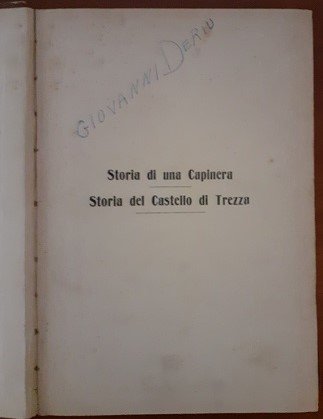 GIOVANNI DERIU
Storia di una Capinera
Storia del Castello di Trezza